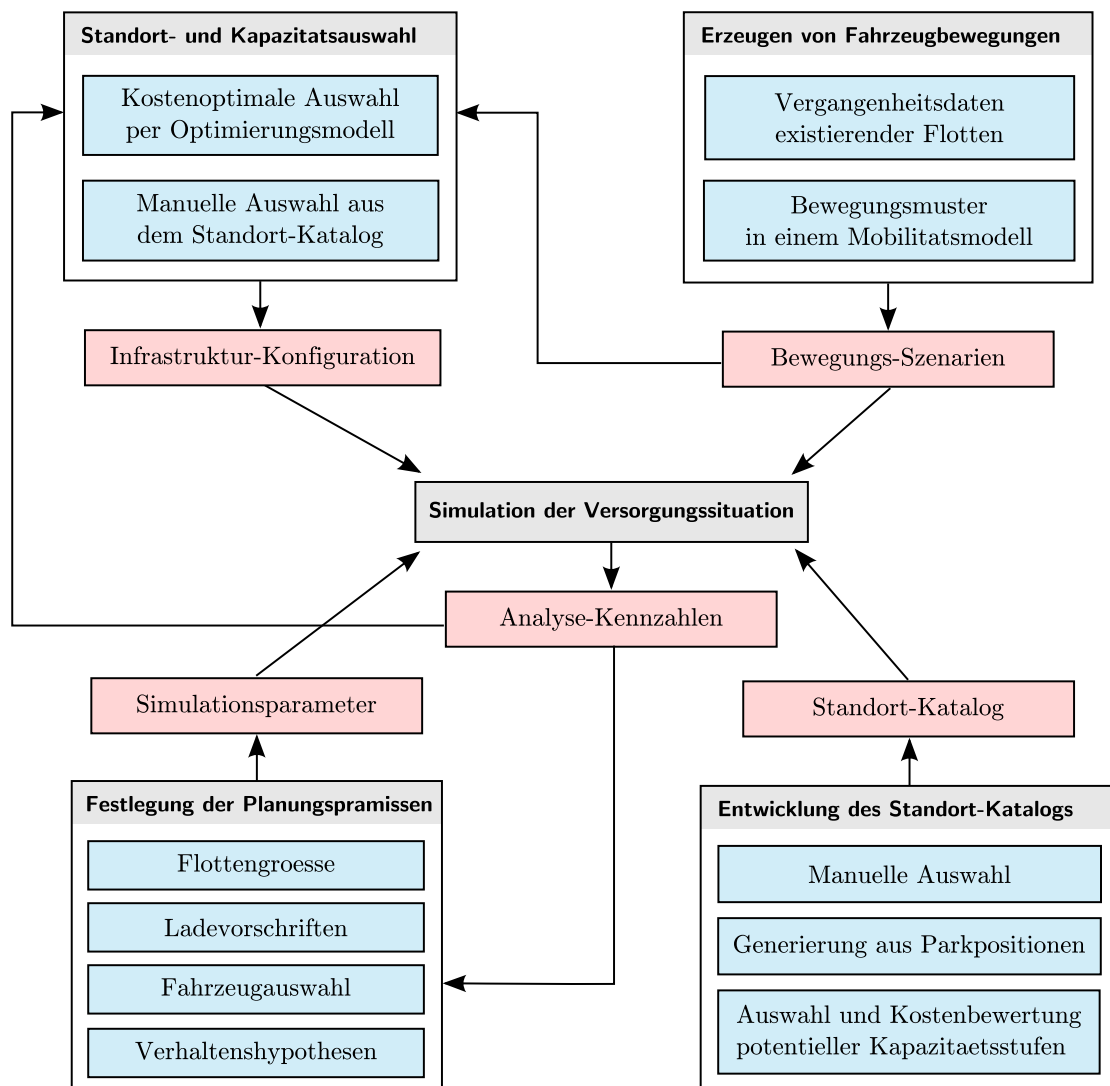 Standort- und Kapazitatsauswahl
Kostenoptimale Auswahl
per Optimierungsmodell
Manuelle Auswahl aus
dem Standort-Katalog
Infrastruktur-Konfiguration
Erzeugen von Fahrzeugbewegungen
Vergangenheitsdaten
existierender Flotten
Bewegungsmuster
in einem Mobilitatsmodell
Bewegungs-Szenarien
Simulation der Versorgungssituation
Analyse-Kennzahlen
Simulationsparameter
Festlegung der Planungspramissen
Flottengroesse
Ladevorschriften
Fahrzeugauswahl
Verhaltenshypothesen
Standort-Katalog
Entwicklung des Standort-Katalogs
Manuelle Auswahl
Generierung aus Parkpositionen
Auswahl und Kostenbewertung
potentieller Kapazitaetsstufen